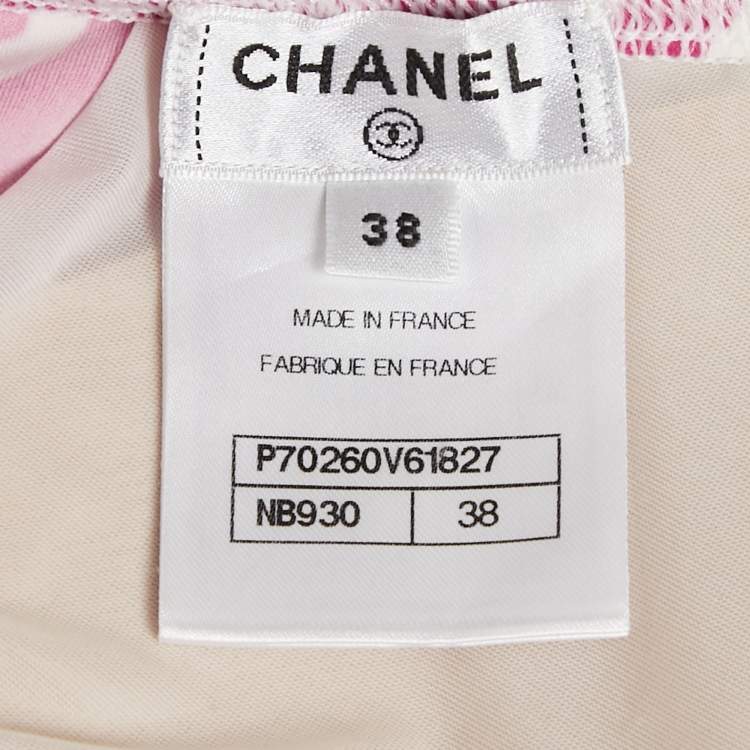 CHANEL
38
MADE IN FRANCE
FABRIQUE EN FRANCE
P70260V61827
NB930 38